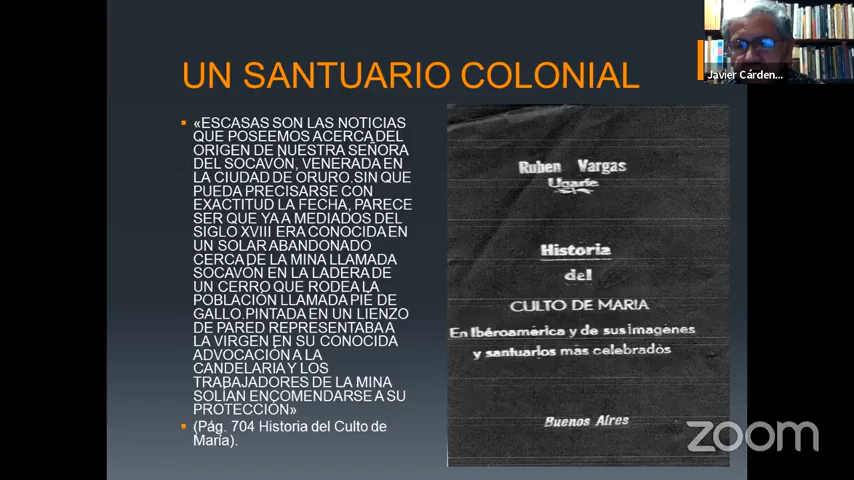 Javier Cárden...
UN SANTUARIO COLONIAL
▪ «ESCASAS SON LAS NOTICIAS
QUE POSEEMOS ACERCA DEL
ORIGEN DE NUESTRA SEÑORA
DEL SOCAVÓN, VENERADA EN
LA CIUDAD DE ORURO.SIN QUE
PUEDA PRECISARSE CON
EXACTITUD LA FECHA, PARECE
SER QUE YA A MEDIADOS DEL
SIGLO XVIII ERA CONOCIDA EN
UN SOLAR ABANDONADO
CERCA DE LA MINA LLAMADA
SOCAVÓN EN LA LADERA DE
UN CERRO QUE RODEA LA
POBLACIÓN LLAMADA PIE DE
GALLO.PINTADA EN UN LIENZO
DE PARED REPRESENTABA A
LA VIRGEN EN SU CONOCIDA
ADVOCACIÓN A LA
CANDELARIA Y LOS
TRABAJADORES DE LA MINA
SOLÍAN ENCOMENDARSE A SU
PROTECCIÓN»
▪ (Pág. 704 Historia del Culto de
María).
Ruben Vargas
Ugarte
Historia
del
CULTO DE MARIA
En Ibéroamérica y de sus imagenes
y santuarios más celebrados
Buenos Aires
zoom